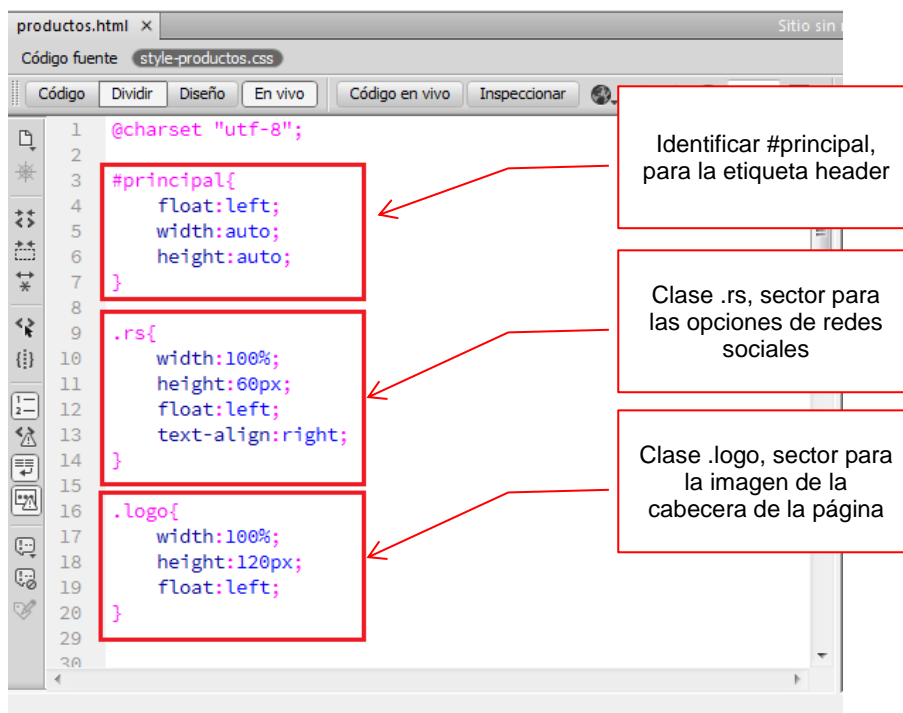 productos.html ×
Sitio sin
Código fuente style-productos.css
Código Dividir Diseño En vivo Código en vivo Inspeccionar
1 @charset "utf-8";
2
3 #principal{
4 float:left;
5 width:auto;
6 height:auto;
7 }
8
9 .rs{
10 width:100%;
11 height:60px;
12 float:left;
13 text-align:right;
14 }
15
16 .logo{
17 width:100%;
18 height:120px;
19 float:left;
20 }
29
30
Identificar #principal,
para la etiqueta header
Clase .rs, sector para
las opciones de redes
sociales
Clase .logo, sector para
la imagen de la
cabecera de la página